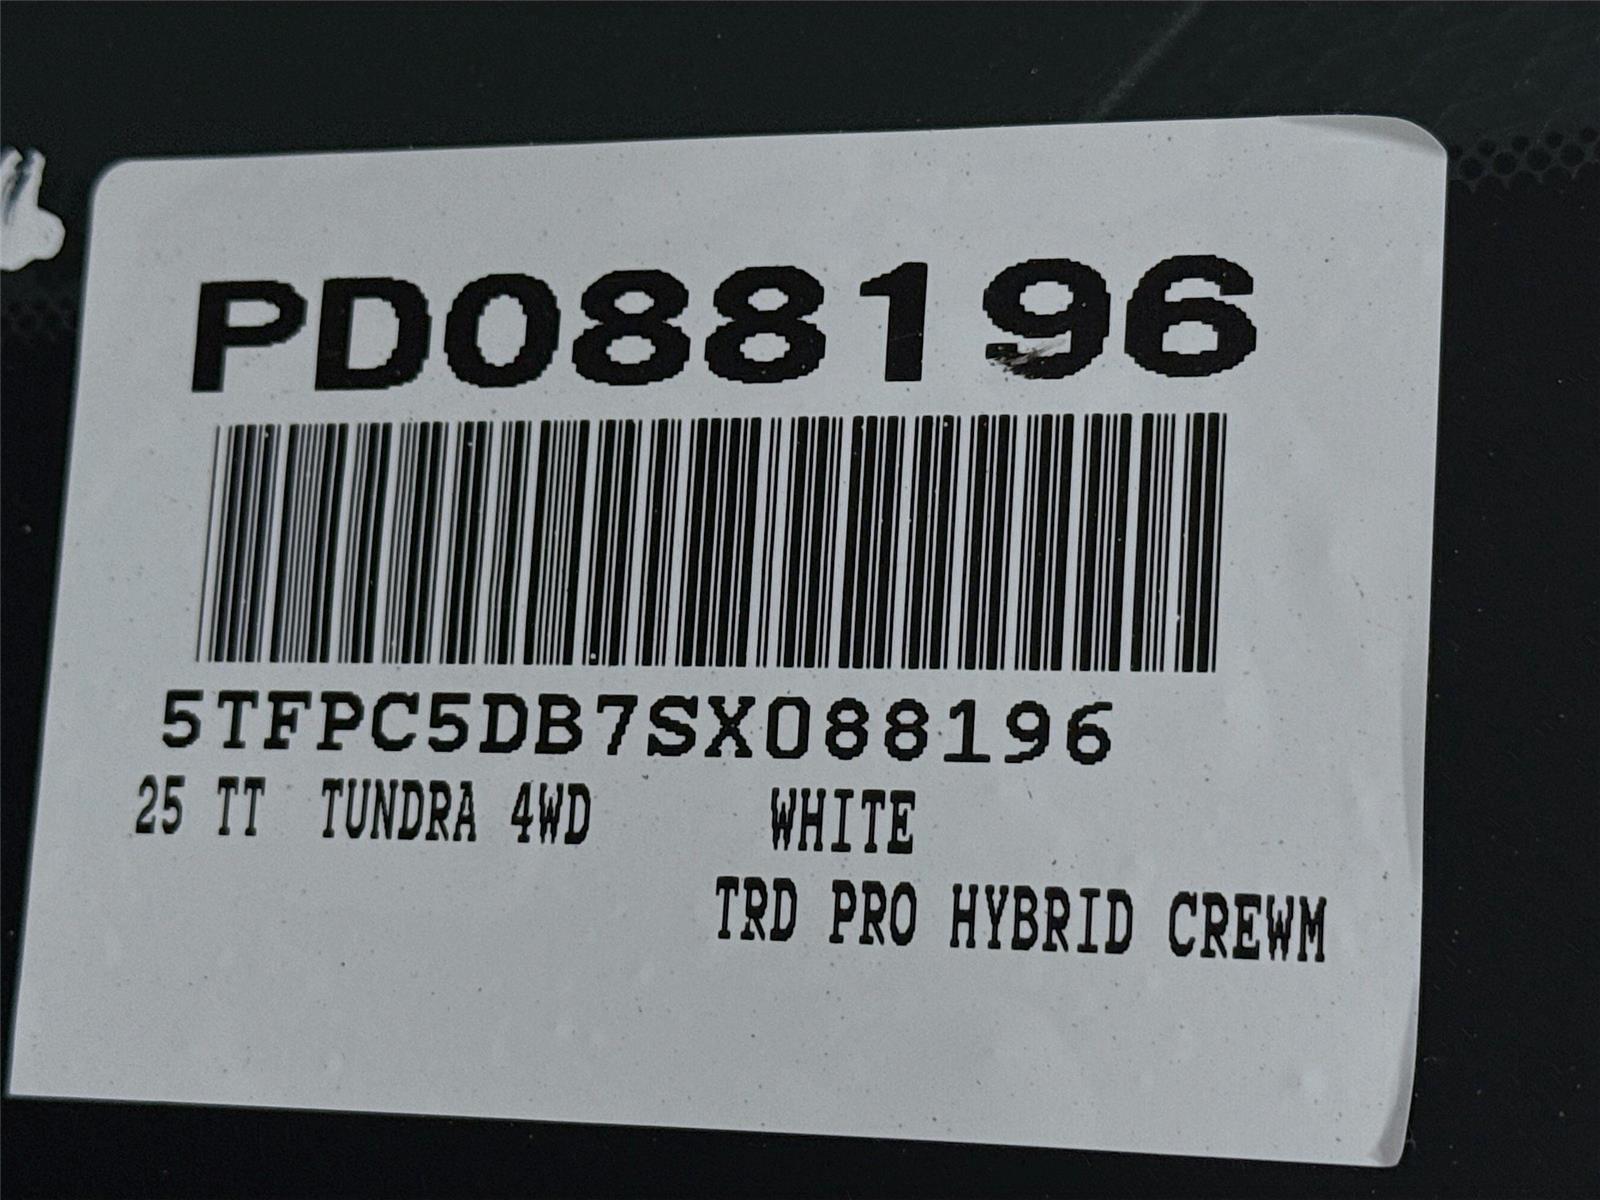 PD088196
5TFPC5DB7SX088196
25 TT TUNDRA 4WD WHITE
TRD PRO HYBRID CREWM